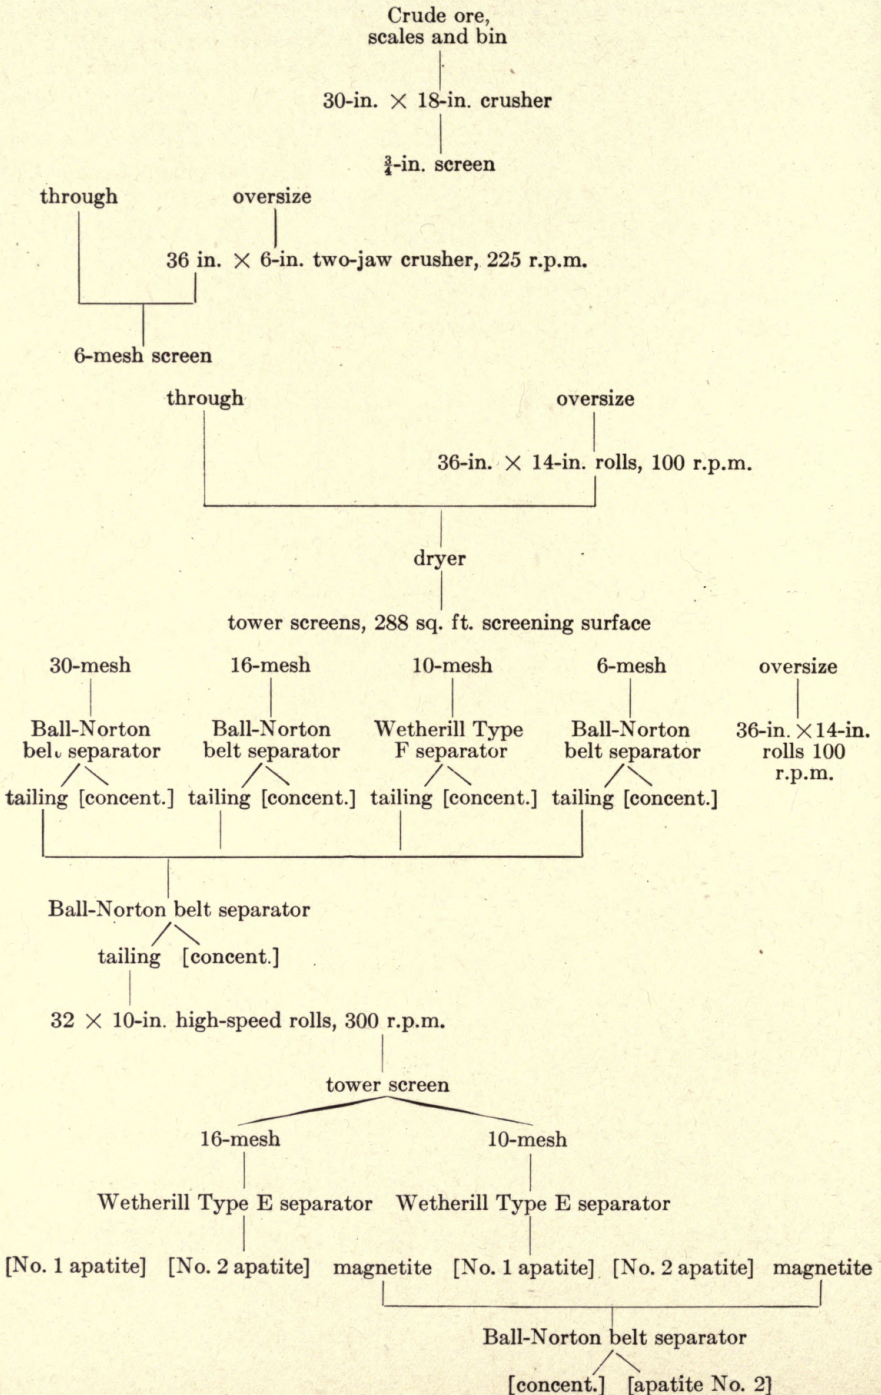 Crude ore,
scales and bin
30-in. × 18-in. crusher
¾-in. screen
through oversize
36 in. × 6-in. two-jaw crusher, 225 r.p.m.
6-mesh screen
through oversize
36-in. × 14-in. rolls, 100 r.p.m.
dryer
tower screens, 288 sq. ft. screening surface
30-mesh 16-mesh 10-mesh 6-mesh oversize
Ball-Norton Ball-Norton Wetherill Type Ball-Norton 36-in. × 14-in.
belt separator belt separator F separator belt separator rolls 100
r.p.m.
tailing [concent.] tailing [concent.] tailing [concent.] tailing [concent.]
Ball-Norton belt separator
tailing [concent.]
32 × 10-in. high-speed rolls, 300 r.p.m.
tower screen
16-mesh 10-mesh
Wetherill Type E separator Wetherill Type E separator
[No. 1 apatite] [No. 2 apatite] magnetite [No. 1 apatite] [No. 2 apatite] magnetite
Ball-Norton belt separator
[concent.] [apatite No. 2]